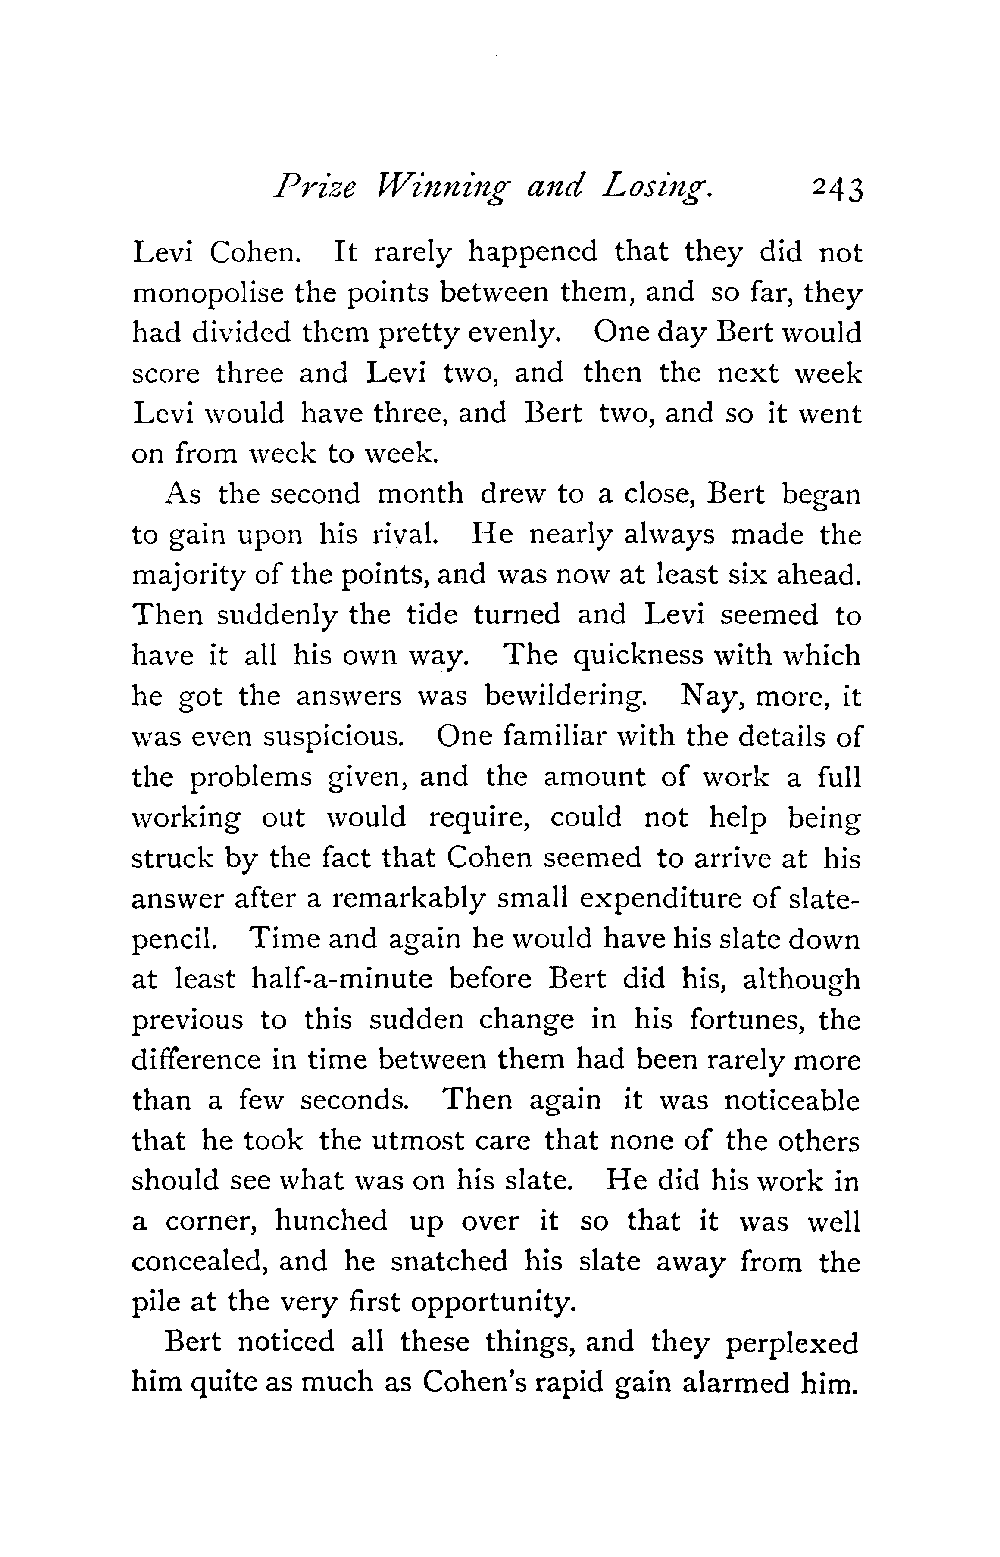 Prize Winning and Losing. 243
Levi Cohen. It rarely happened that they did not
monopolise the points between them, and so far, they
had divided them pretty evenly. One day Bert would
score three and Levi two, and then the next week
Levi would have three, and Bert two, and so it went
on from week to week.
As the second month drew to a close, Bert began
to gain upon his rival. He nearly always made the
majority of the points, and was now at least six ahead.
Then suddenly the tide turned and Levi seemed to
have it all his own way. The quickness with which
he got the answers was bewildering. Nay, more, it
was even suspicious. One familiar with the details of
the problems given, and the amount of work a full
working out would require, could not help being
struck by the fact that Cohen seemed to arrive at his
answer after a remarkably small expenditure of slate-
pencil. Time and again he would have his slate down
at least half-a-minute before Bert did his, although
previous to this sudden change in his fortunes, the
difference in time between them had been rarely more
than a few seconds. Then again it was noticeable
that he took the utmost care that none of the others
should see what was on his slate. He did his work in
a corner, hunched up over it so that it was well
concealed, and he snatched his slate away from the
pile at the very first opportunity.
Bert noticed all these things, and they perplexed
him quite as much as Cohen's rapid gain alarmed him.